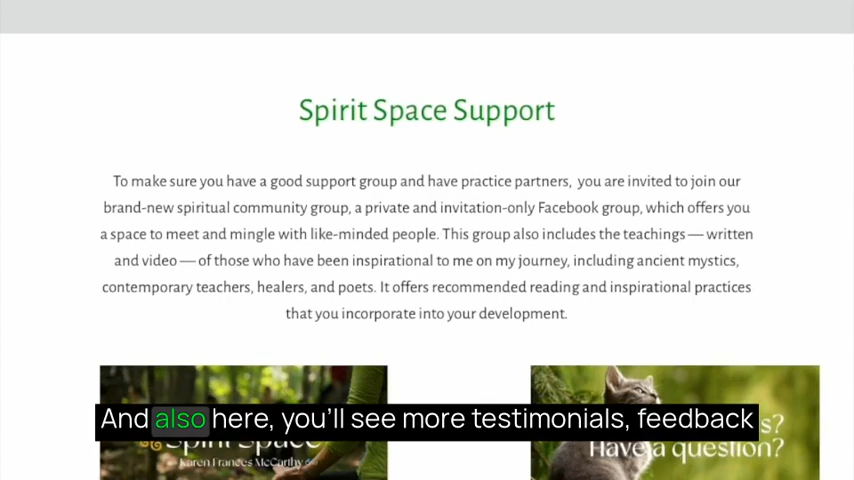 Spirit Space Support
To make sure you have a good support group and have practice partners, you are invited to join our
brand-new spiritual community group, a private and invitation-only Facebook group, which offers you
a space to meet and mingle with like-minded people. This group also includes the teachings — written
and video — of those who have been inspirational to me on my journey, including ancient mystics,
contemporary teachers, healers, and poets. It offers recommended reading and inspirational practices
that you incorporate into your development.
And also here, you'll see more testimonials, feedback
Spirit Space
Karen Frances McCarthy
s?
Have a question?